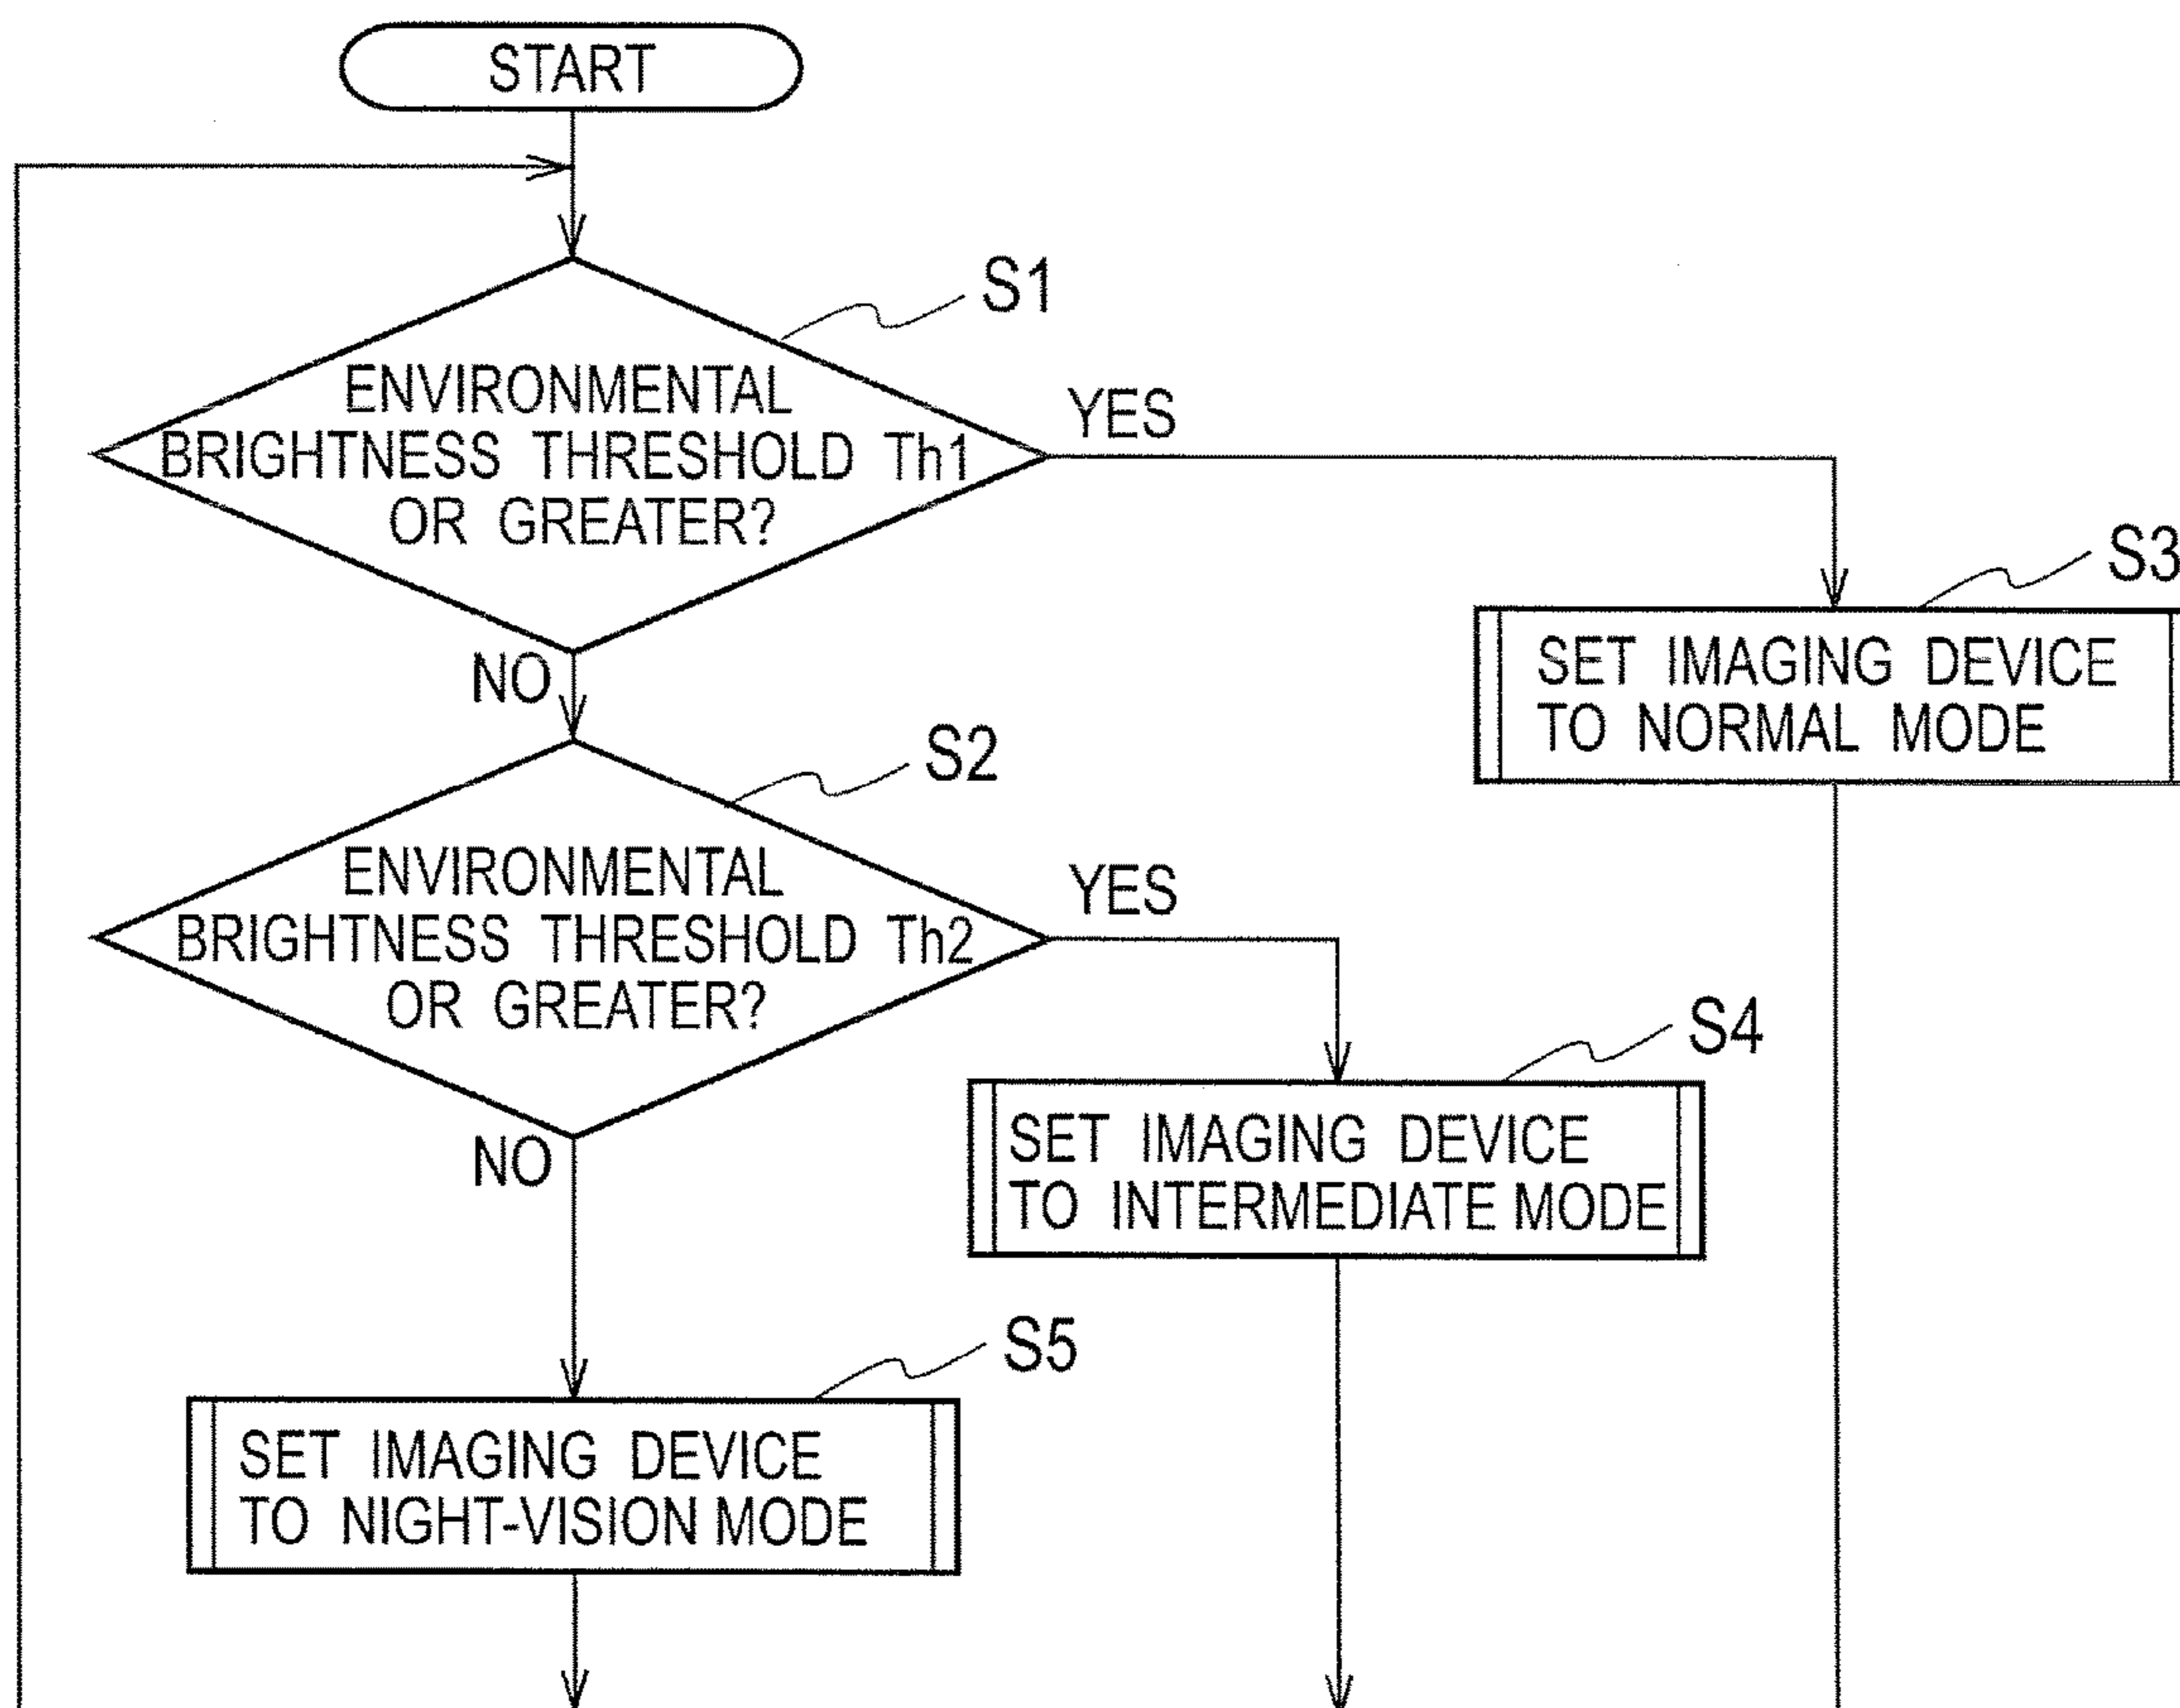 START
S1
ENVIRONMENTAL
BRIGHTNESS THRESHOLD Th1
OR GREATER?
YES
NO
S3
SET IMAGING DEVICE
TO NORMAL MODE
S2
ENVIRONMENTAL
BRIGHTNESS THRESHOLD Th2
OR GREATER?
YES
NO
S4
SET IMAGING DEVICE
TO INTERMEDIATE MODE
S5
SET IMAGING DEVICE
TO NIGHT-VISION MODE